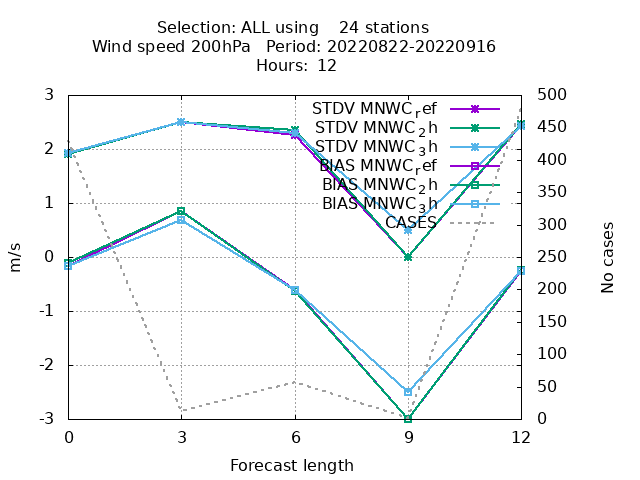 Selection: ALL using    24 stations
Wind speed 200hPa   Period: 20220822-20220916
Hours: 12
STDV MNWC_ref
STDV MNWC_2h
STDV MNWC_3h
BIAS MNWC_ref
BIAS MNWC_2h
BIAS MNWC_3h
CASES
3
2
1
0
-1
-2
-3
m/s
500
450
400
350
300
250
200
150
100
50
0
No cases
0 3 6 9 12
Forecast length